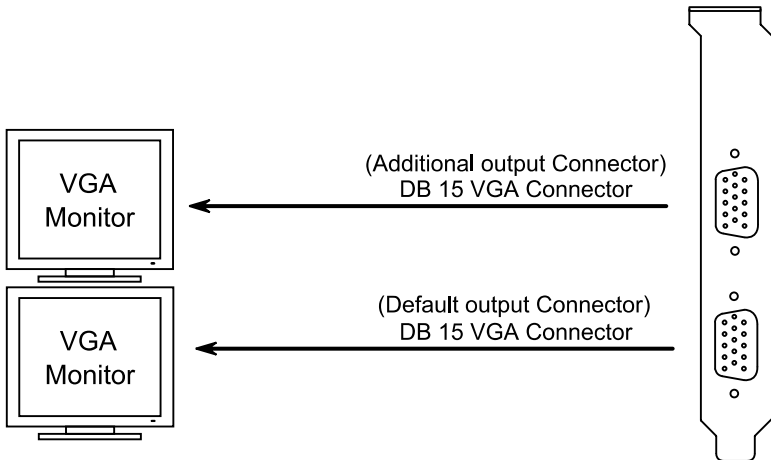 VGA
Monitor
(Additional output Connector)
DB 15 VGA Connector
VGA
Monitor
(Default output Connector)
DB 15 VGA Connector